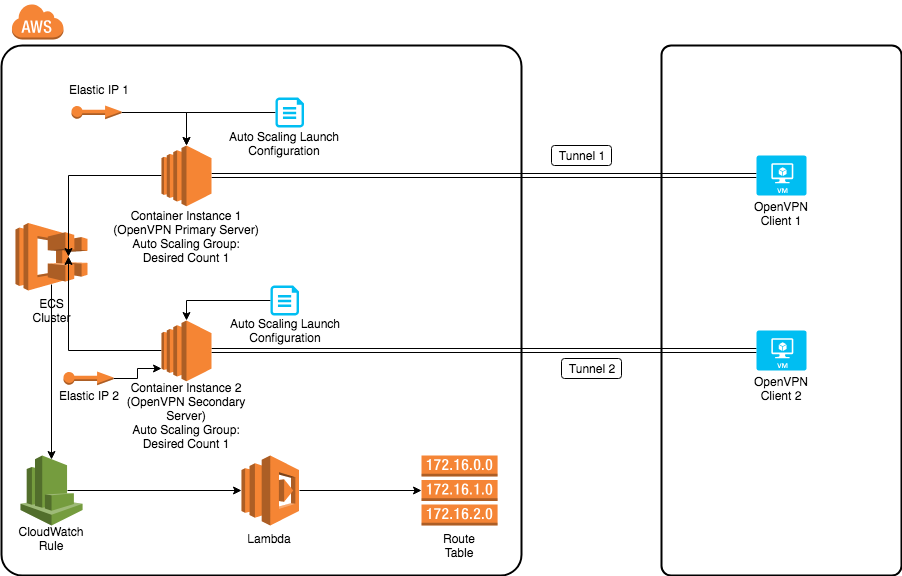 AWS
Elastic IP 1
Auto Scaling Launch
Configuration
Tunnel 1
VM
OpenVPN
Client 1
Container Instance 1
(OpenVPN Primary Server)
Auto Scaling Group:
Desired Count 1
ECS
Cluster
Auto Scaling Launch
Configuration
Tunnel 2
VM
OpenVPN
Client 2
Elastic IP 2
Container Instance 2
(OpenVPN Secondary
Server)
Auto Scaling Group:
Desired Count 1
172.16.0.0
172.16.1.0
172.16.2.0
CloudWatch
Rule
Lambda
Route
Table